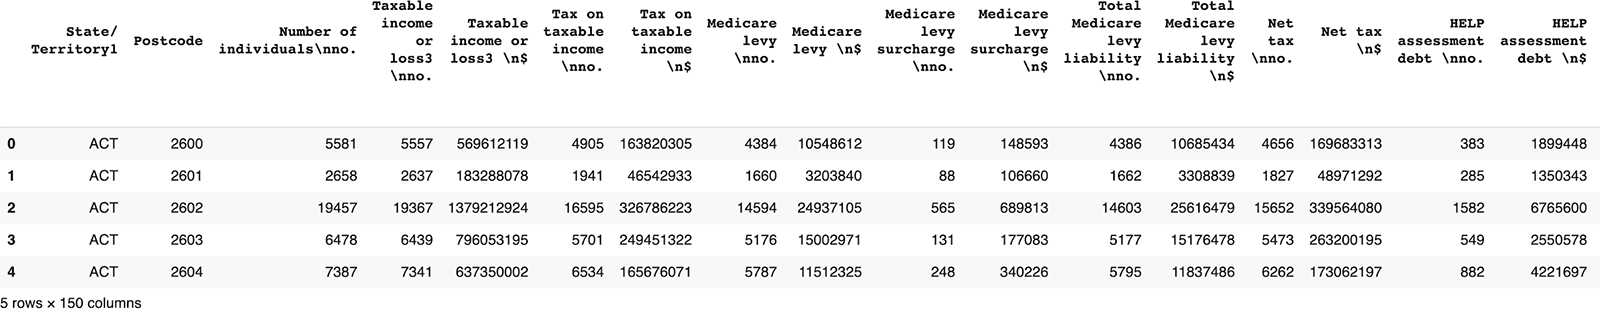 State/Territory1 Postcode Number of individuals\nno. Taxable income or loss3 \nno. Taxable income or loss3 \n$ Tax on taxable income \nno. Tax on taxable income \n$ Medicare levy \nno. Medicare levy \n$ Medicare levy surcharge \nno. Medicare levy surcharge \n$ Total Medicare levy liability \nno. Total Medicare levy liability \n$ Net tax \nno. Net tax \n$ HELP assessment debt \nno. HELP assessment debt \n$
0 ACT 2600 5581 5557 569612119 4905 163820305 4384 10548612 119 148593 4386 10685434 4656 169683313 383 1899448
1 ACT 2601 2658 2637 183288078 1941 46542933 1660 3203840 88 106660 1662 3308839 1827 48971292 285 1350343
2 ACT 2602 19457 19367 1379212924 16595 326786223 14594 24937105 565 689813 14603 25616479 15652 339564080 1582 6765600
3 ACT 2603 6478 6439 796053195 5701 249451322 5176 15002971 131 177083 5177 15176478 5473 263200195 549 2550578
4 ACT 2604 7387 7341 637350002 6534 165676071 5787 11512325 248 340226 5795 11837486 6262 173062197 882 4221697
5 rows × 150 columns